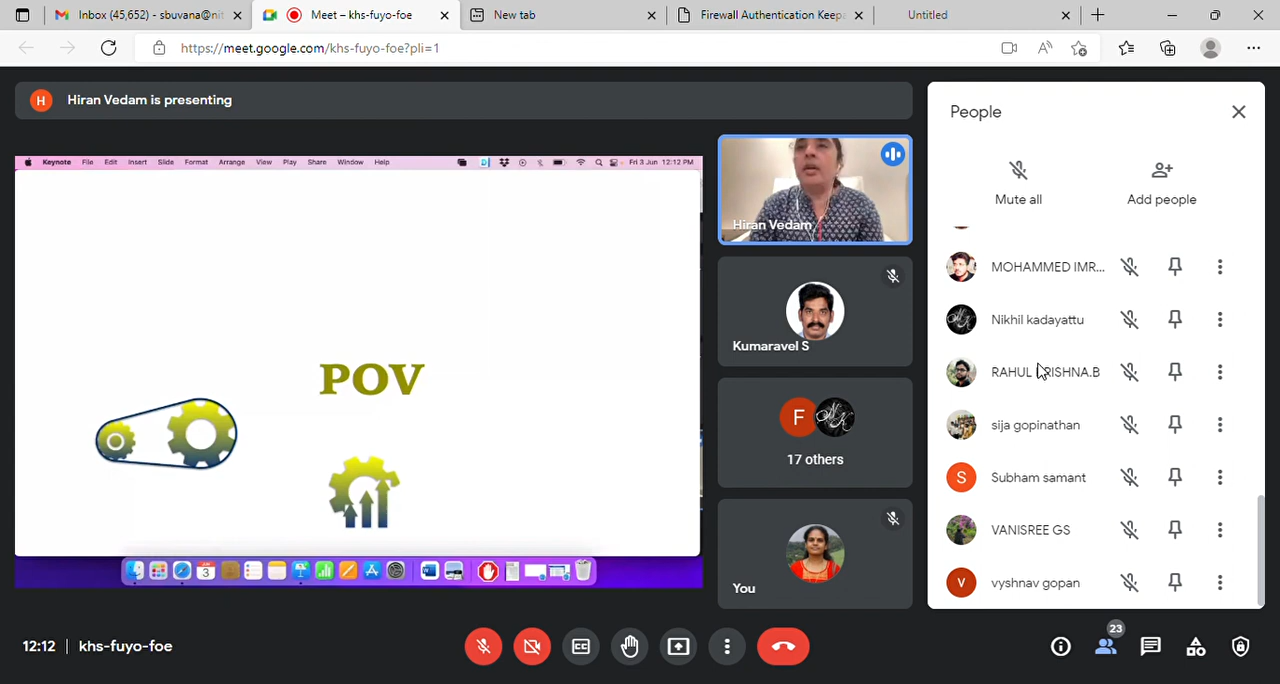 Inbox (45,652) - sbuvana@nit
Meet – khs-fuyo-foe
New tab
Firewall Authentication Keepa
Untitled
https://meet.google.com/khs-fuyo-foe?pli=1
H Hiran Vedam is presenting
Keynote File Edit Insert Slide Format Arrange View Play Share Window Help Fri 3 Jun 12:12 PM
POV
3
Hiran Vedam
Kumaravel S
F
17 others
You
People
Mute all
Add people
MOHAMMED IMR...
Nikhil kadayattu
RAHUL KRISHNA.B
sija gopinathan
S Subham samant
VANISREE GS
V vyshnav gopan
12:12 | khs-fuyo-foe
23